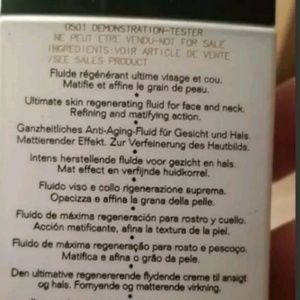 0501 DEMONSTRATION-TESTER
NE PEUT ETRE VENDU-NOT FOR SALE
INGREDIENTS:VOIR ARTICLE DE VENTE
/SEE SALES PRODUCT
Fluide régénérant ultime visage et cou.
Matifie et affine le grain de peau.
Ultimate skin regenerating fluid for face and neck.
Refining and matifying action.
Ganzheitliches Anti-Aging-Fluid für Gesicht und Hals.
Mattierender Effekt. Zur Verfeinerung des Hautbilds.
Intens herstellende fluide voor gezicht en hals.
Mat effect en verfijnde huidkorrel.
Fluido viso e collo rigenerazione suprema.
Opacizza e affina la grana della pelle.
Fluido de máxima regeneración para rostro y cuello.
Acción matificante, afina la textura de la piel.
Fluido de máxima regeneração para rosto e pescoço.
Matifica e afina o grão da pele.
Den ultimative regenererende flydende creme til ansigt
og hals. Fornyende og matterende virkning.